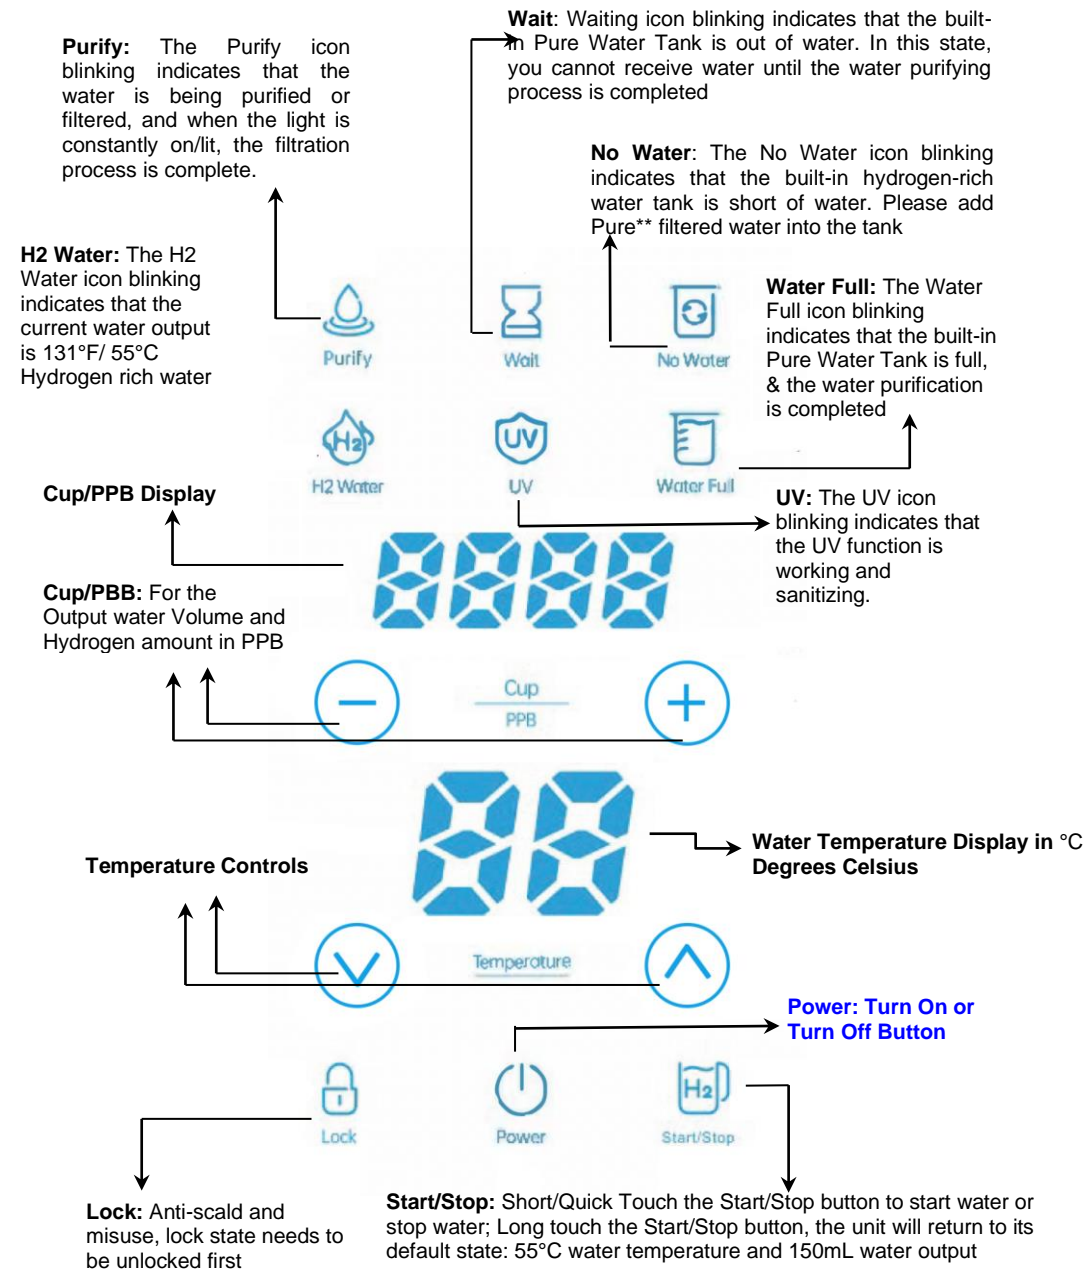 Wait: Waiting icon blinking indicates that the built-
in Pure Water Tank is out of water. In this state,
you cannot receive water until the water purifying
process is completed
Purify: The Purify icon
blinking indicates that the
water is being purified or
filtered, and when the light is
constantly on/lit, the filtration
process is complete.
No Water: The No Water icon blinking
indicates that the built-in hydrogen-rich
water tank is short of water. Please add
Pure** filtered water into the tank
H2 Water: The H2
Water icon blinking
indicates that the
current water output
is 131°F/ 55°C
Hydrogen rich water
Water Full: The Water
Full icon blinking
indicates that the built-in
Pure Water Tank is full,
& the water purification
is completed
Purify
Wait
No Water
H2
UV
H2 Water
UV
Water Full
Cup/PPB Display
UV: The UV icon
blinking indicates that
the UV function is
working and
sanitizing.
8888
Cup/PBB: For the
Output water Volume and
Hydrogen amount in PPB
Cup
PPB
88
Water Temperature Display in °C
Degrees Celsius
Temperature Controls
Temperature
Power: Turn On or
Turn Off Button
H2
Lock
Power
Start/Stop
Lock: Anti-scald and
misuse, lock state needs to
be unlocked first
Start/Stop: Short/Quick Touch the Start/Stop button to start water or
stop water; Long touch the Start/Stop button, the unit will return to its
default state: 55°C water temperature and 150mL water output